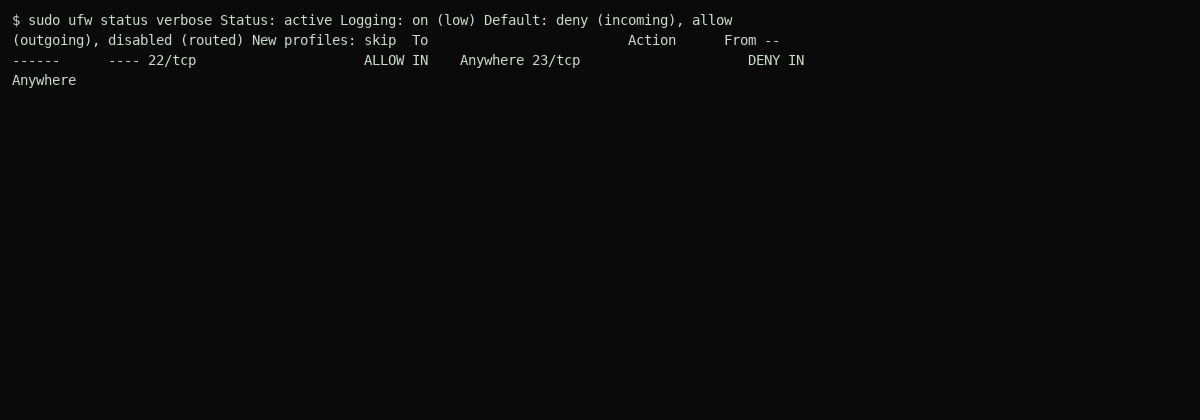 $ sudo ufw status verbose Status: active Logging: on (low) Default: deny (incoming), allow
(outgoing), disabled (routed) New profiles: skip  To                         Action      From --
------      ---- 22/tcp                     ALLOW IN    Anywhere 23/tcp                     DENY IN
Anywhere